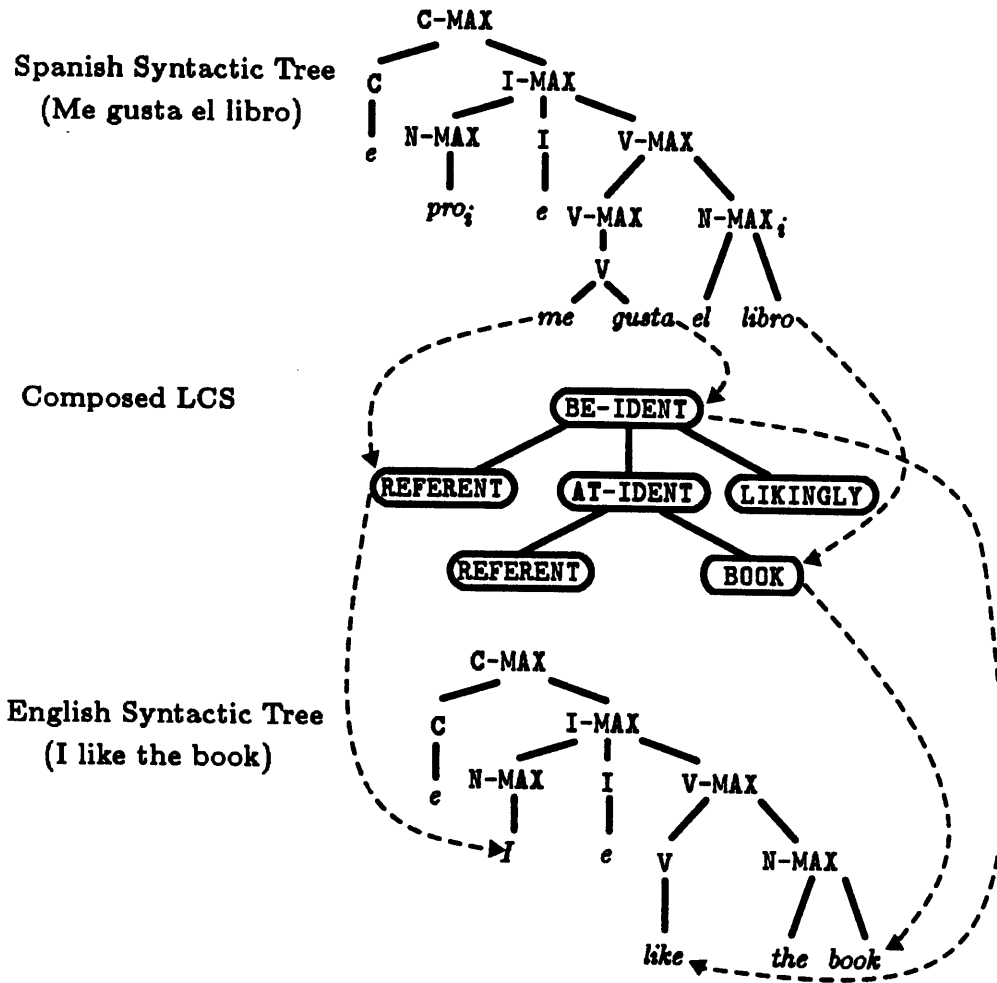 C-MAX
Spanish Syntactic Tree
(Me gusta el libro)
C I-MAX
e N-MAX I V-MAX
pro_i e V-MAX N-MAX_i
V
me gusta el libro
Composed LCS
BE-IDENT
REFERENT AT-IDENT LIKINGLY
REFERENT BOOK
C-MAX
English Syntactic Tree
(I like the book)
C I-MAX
e N-MAX I V-MAX
I e V N-MAX
like the book